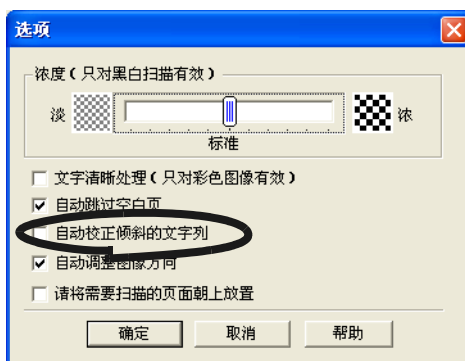 选项
浓度(只对黑白扫描有效)
淡 浓
标准
文字清晰处理(只对彩色图像有效)
自动跳过空白页
自动校正倾斜的文字列
自动调整图像方向
请将需要扫描的页面朝上放置
确定 取消 帮助